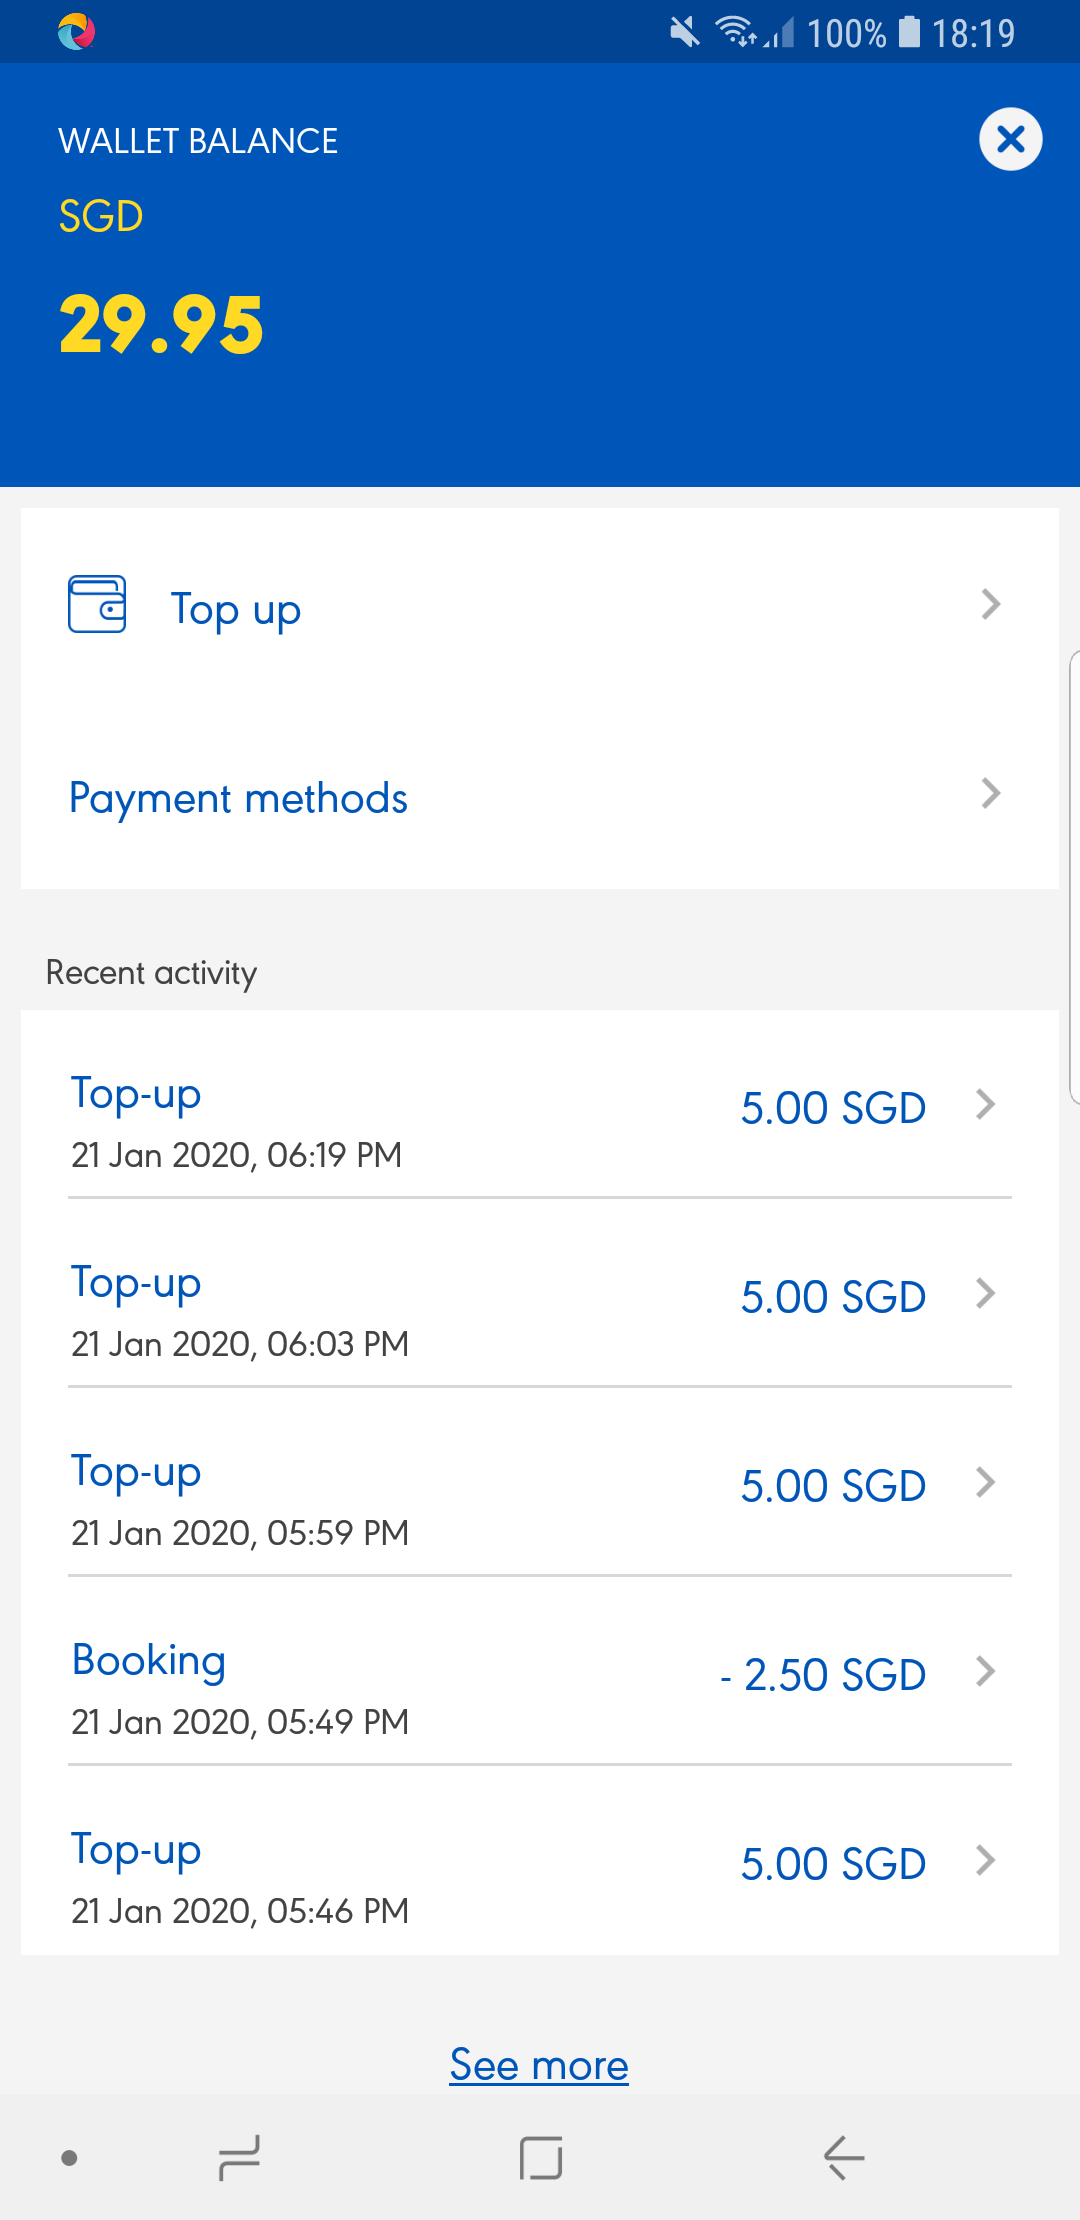 100% 18:19
WALLET BALANCE
SGD
29.95
Top up
Payment methods
Recent activity
Top-up
5.00 SGD
21 Jan 2020, 06:19 PM
Top-up
5.00 SGD
21 Jan 2020, 06:03 PM
Top-up
5.00 SGD
21 Jan 2020, 05:59 PM
Booking
- 2.50 SGD
21 Jan 2020, 05:49 PM
Top-up
5.00 SGD
21 Jan 2020, 05:46 PM
See more